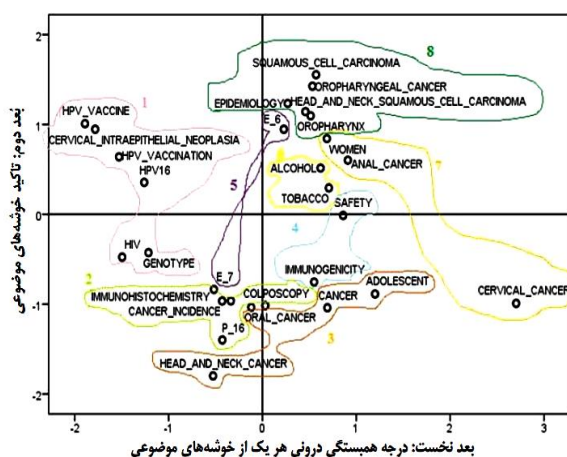 2
8
SQUAMOUS_CELL_CARCINOMA
OROPHARYNGEAL_CANCER
1
EPIDEMIOLOGY
HEAD_AND_NECK_SQUAMOUS_CELL_CARCINOMA
HPV_VACCINE
1
E_6
OROPHARYNX
CERVICAL_INTRAEPITHELIAL_NEOPLASIA
WOMEN
HPV_VACCINATION
ANAL_CANCER
7
HPV16
5
ALCOHOL
TOBACCO
SAFETY
0
4
HIV
GENOTYPE
2
E_7
IMMUNOGENICITY
ADOLESCENT
IMMUNOHISTOCHEMISTRY
COLPOSCOPY
CANCER
CERVICAL_CANCER
-1
CANCER_INCIDENCE
ORAL_CANCER
P_16
3
HEAD_AND_NECK_CANCER
-2
-2 -1 0 1 2 3
بعد دوم: تاکید خوشه‌های موضوعی
بعد نخست: درجه همبستگی درونی هر یک از خوشه‌های موضوعی